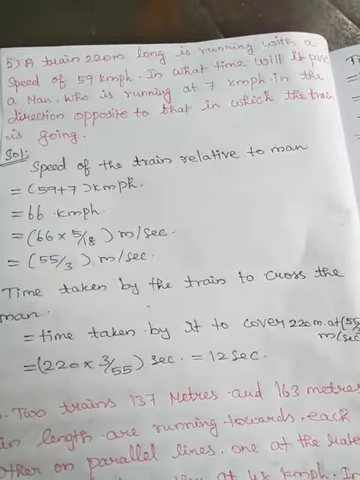 5) A train 220m long is running with a
speed of 59 kmph. In what time will it pass
a Man. who is running at 7 kmph. in the
direction opposite to that in which the train
is going.
Sol:
Speed of the train relative to man
= (59+7) kmph.
= 66 kmph.
= (66 × 5/18) m/sec.
= (55/3) m/sec.
Time taken by the train to cross the
man.
= time taken by it to cover 220m. at (55/3
m/sec
= (220 × 3/55) sec. = 12 sec.
Two trains 137 Metres and 163 metres
in length are running towards each
other on parallel lines. one at the
at 48 kmph. In